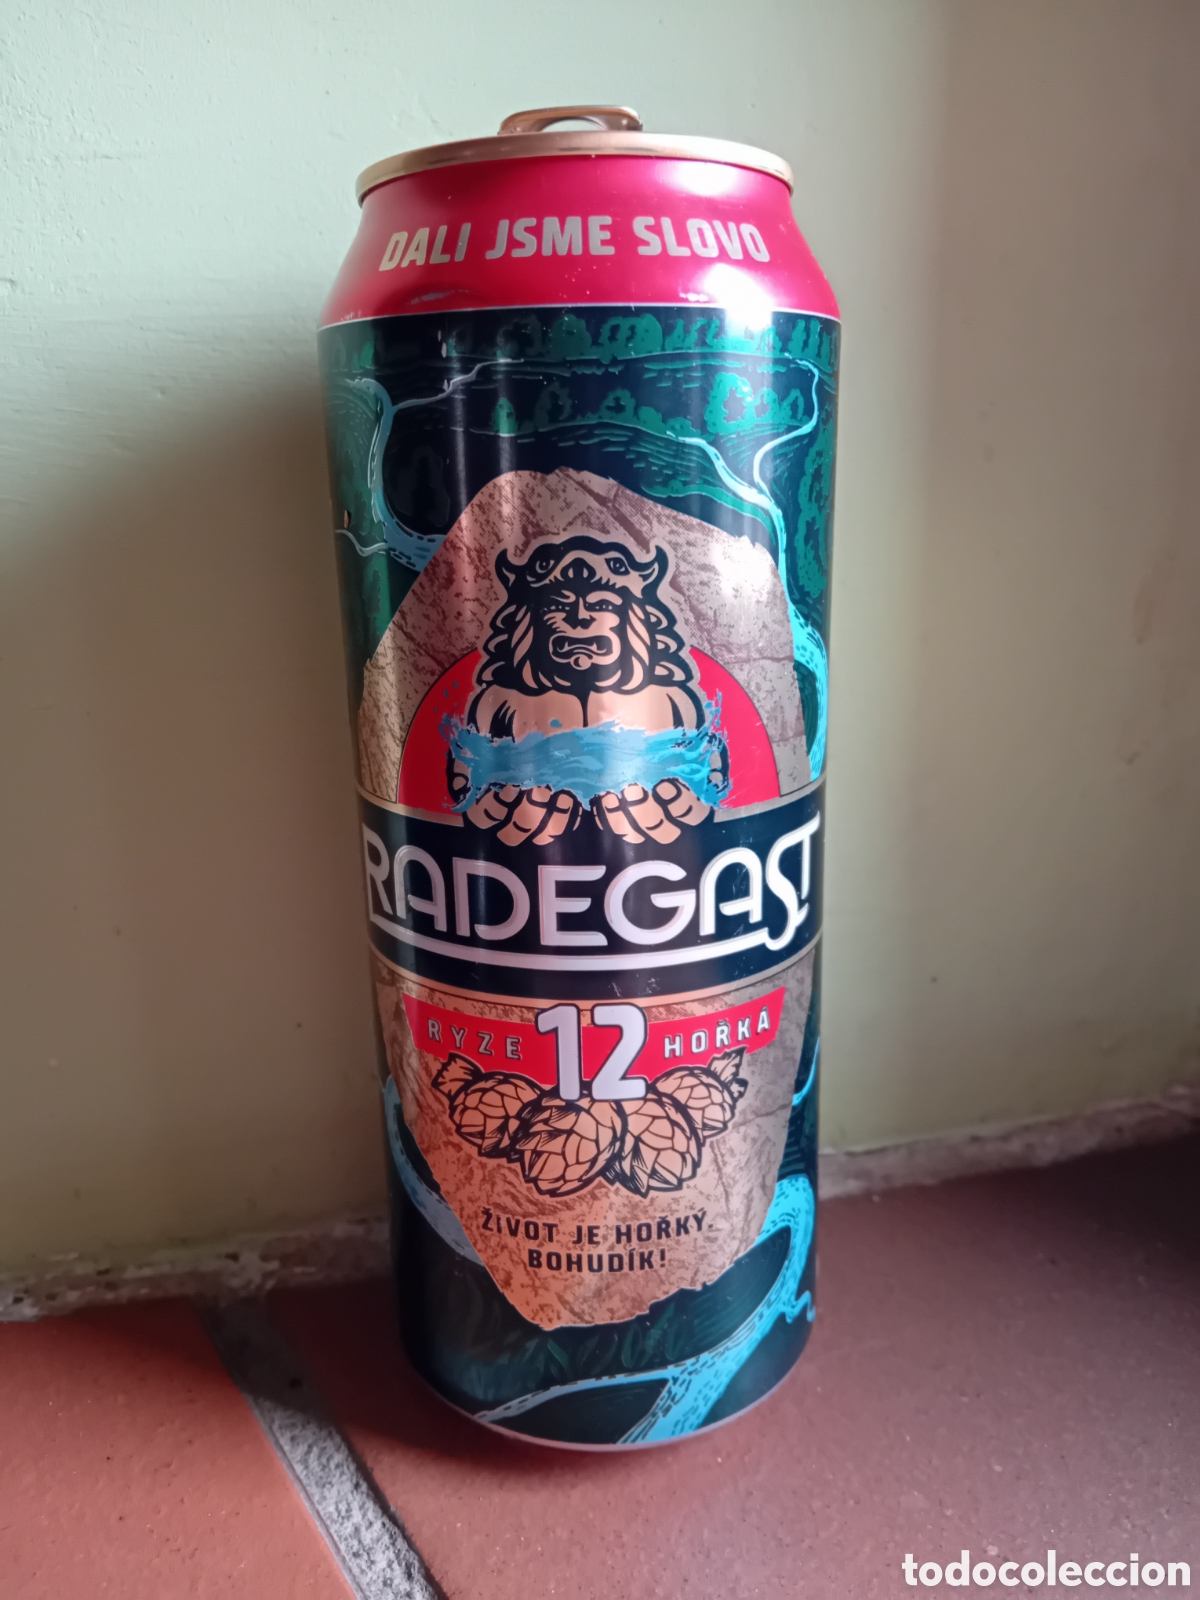 DALI JSME SLOVO
RADEGAST
RYZE 12 HOŘKÁ
ŽIVOT JE HOŘKÝ.
BOHUDÍK!
todocoleccion